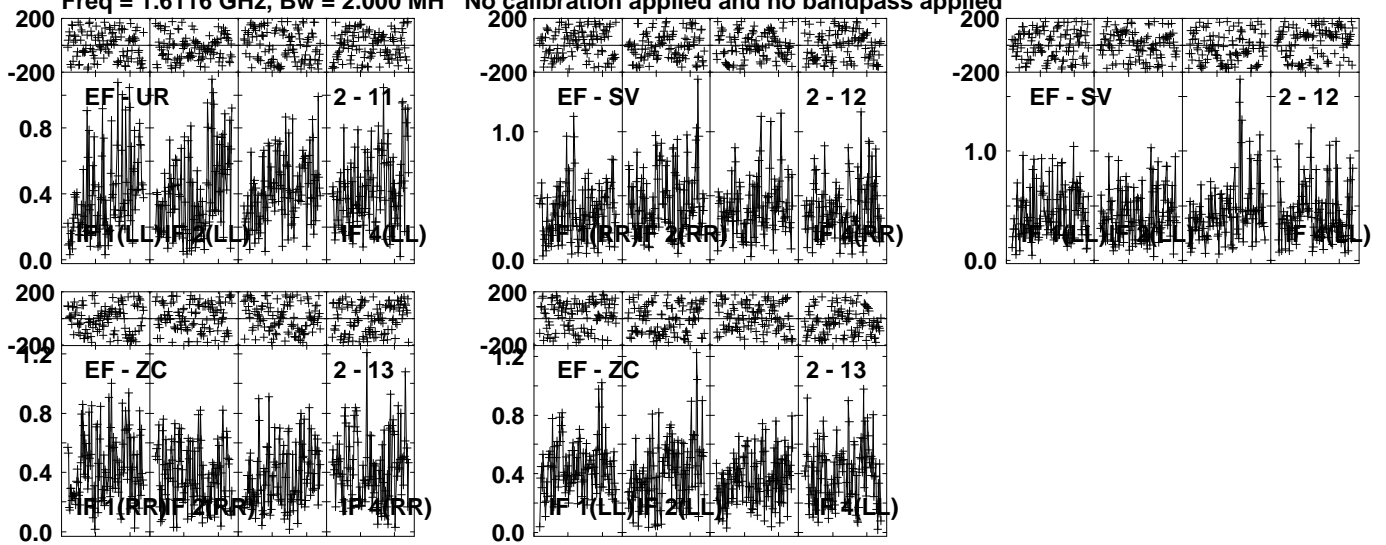 Freq = 1.6116 GHz, Bw = 2.000 MH No calibration applied and no bandpass applied
200
-200
EF - UR 2 - 11
0.8
0.4
0.0
IF 1(LL) IF 2(LL) IF 4(LL)
200
-200
EF - SV 2 - 12
1.0
0.0
IF 1(RR) IF 2(RR) IF 4(RR)
200
-200
EF - SV 2 - 12
1.0
0.0
IF 1(LL) IF 2(LL) IF 4(LL)
200
-200
1.2
EF - ZC 2 - 13
0.8
0.4
0.0
IF 1(RR) IF 2(RR) IF 4(RR)
200
-200
1.2
EF - ZC 2 - 13
0.8
0.4
0.0
IF 1(LL) IF 2(LL) IF 4(LL)